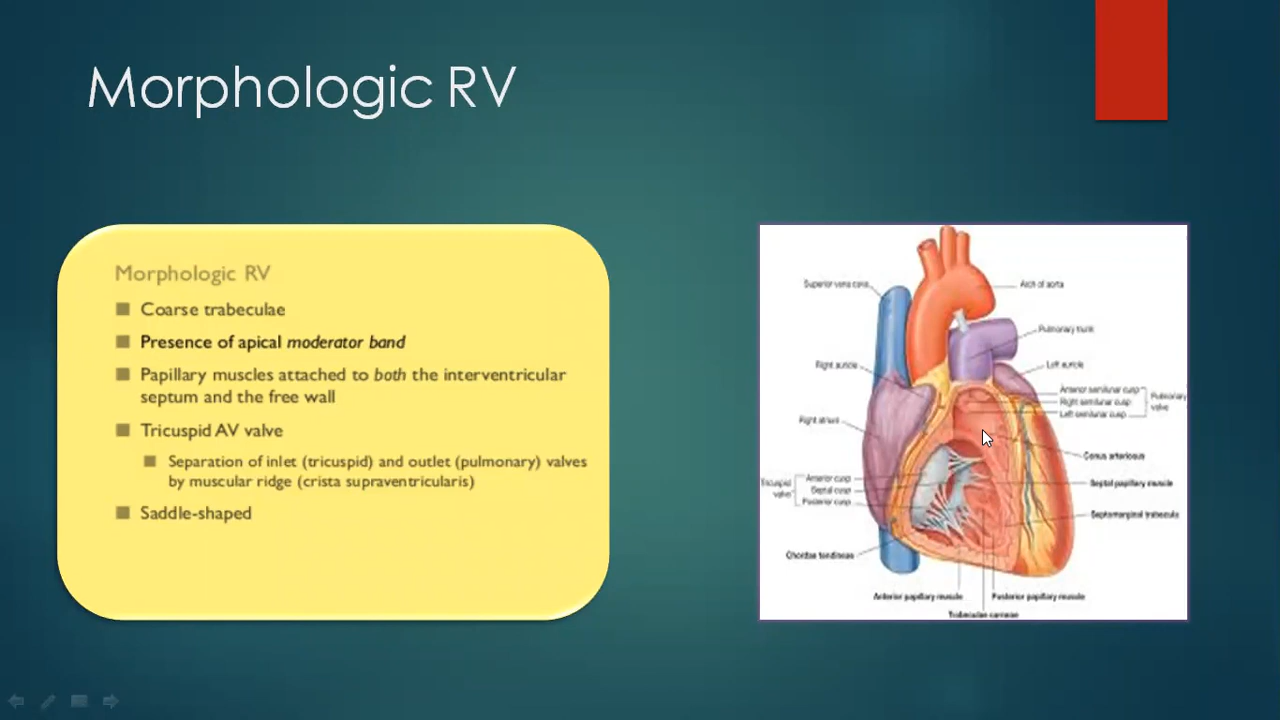 Morphologic RV
Morphologic RV
Coarse trabeculae
Presence of apical moderator band
Papillary muscles attached to both the interventricular
septum and the free wall
Tricuspid AV valve
Separation of inlet (tricuspid) and outlet (pulmonary) valves
by muscular ridge (crista supraventricularis)
Saddle-shaped
Superior vena cava
Arch of aorta
Pulmonary trunk
Right auricle
Left auricle
Anterior semilunar cusp
Right semilunar cusp
Left semilunar cusp
Pulmonary
valve
Right atrium
Conus arteriosus
Tricuspid
valve
Anterior cusp
Septal cusp
Posterior cusp
Septal papillary muscle
Septomarginal trabecula
Chordae tendineae
Anterior papillary muscle
Posterior papillary muscle
Trabeculae carneae